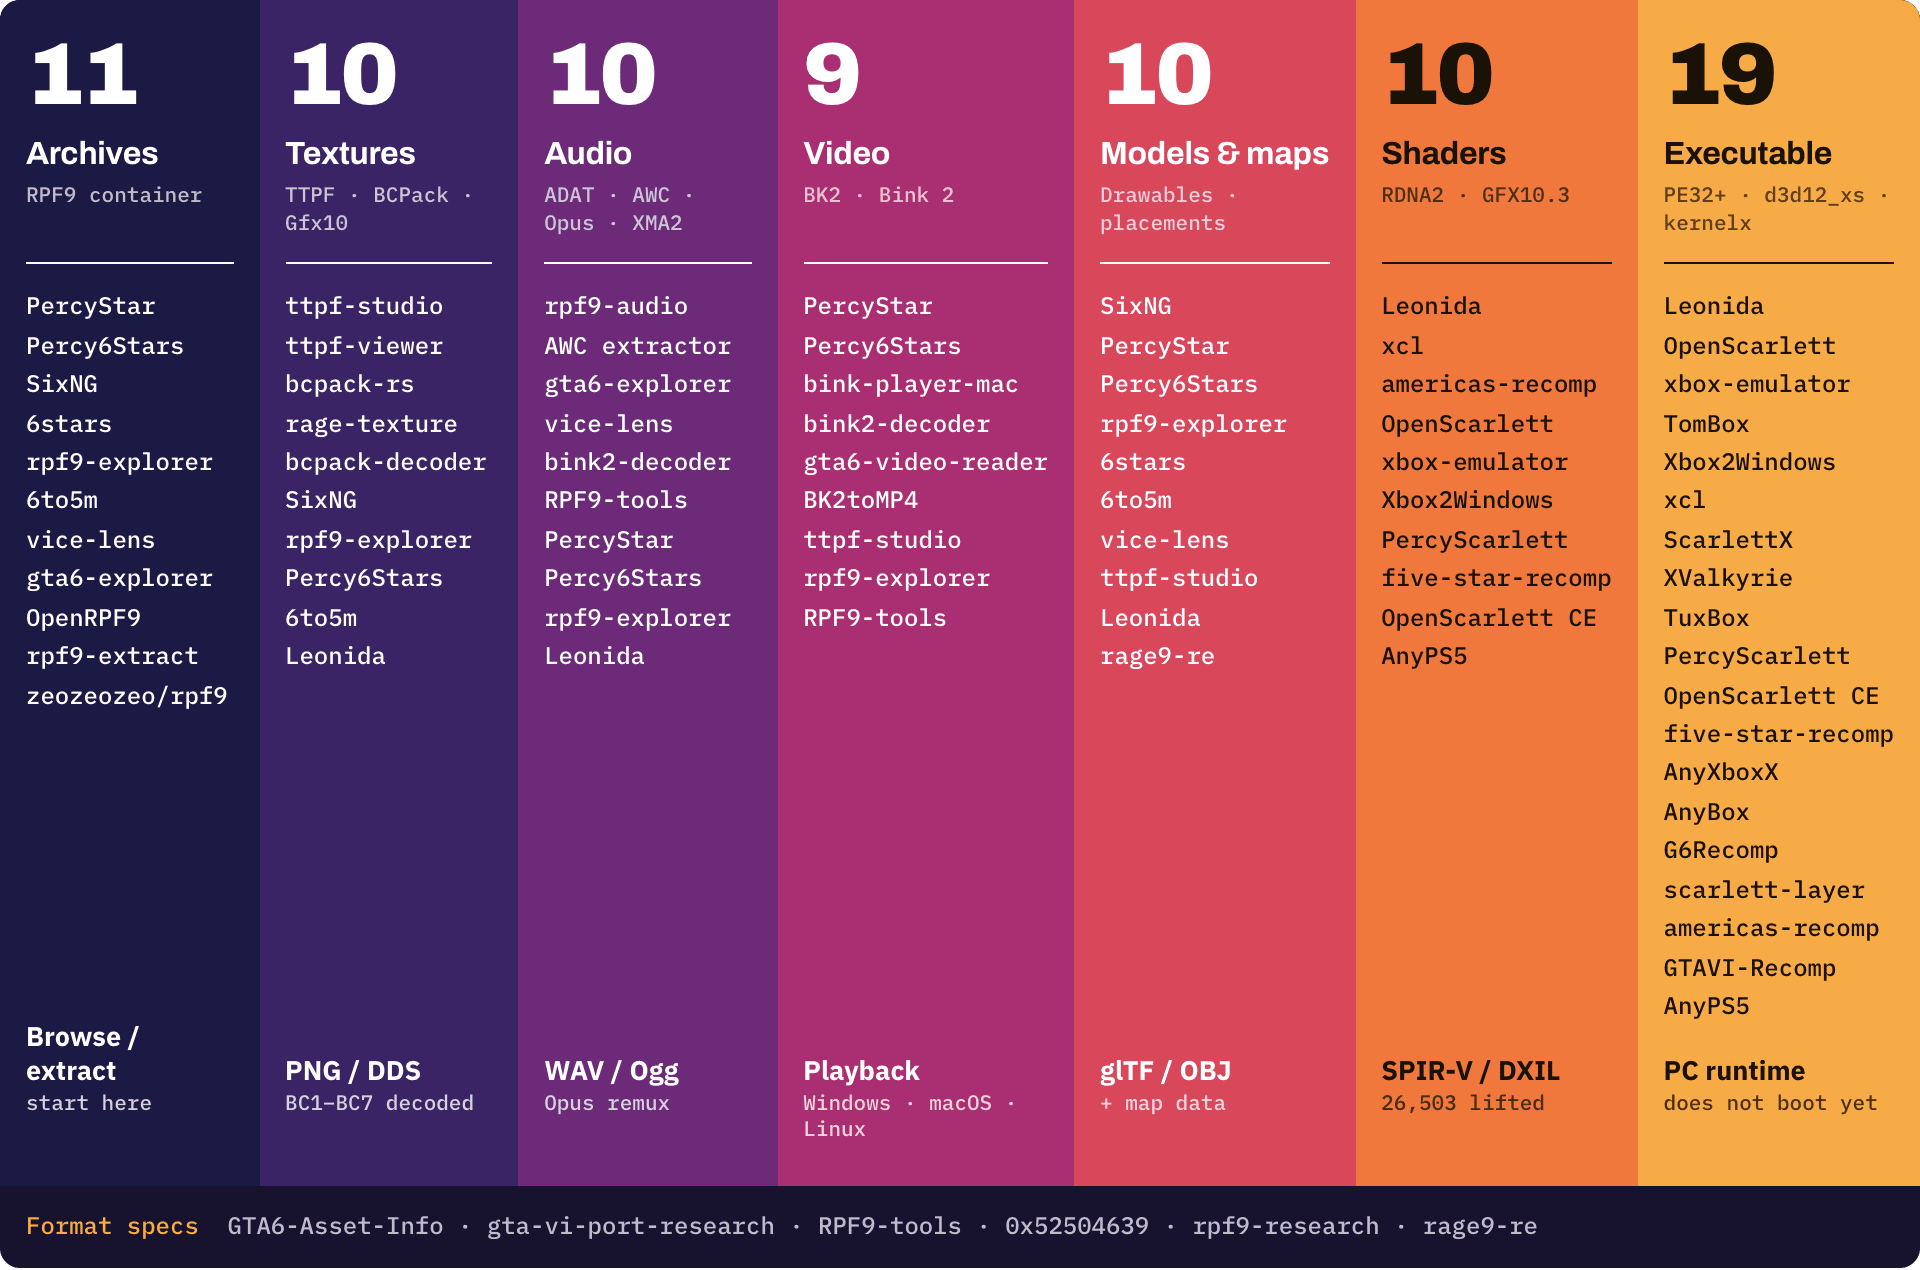 11
Archives
RPF9 container
PercyStar
Percy6Stars
SixNG
6stars
rpf9-explorer
6to5m
vice-lens
gta6-explorer
OpenRPF9
rpf9-extract
zeozeozeo/rpf9
Browse /
extract
start here
10
Textures
TTPF · BCPack ·
Gfx10
ttpf-studio
ttpf-viewer
bcpack-rs
rage-texture
bcpack-decoder
SixNG
rpf9-explorer
Percy6Stars
6to5m
Leonida
PNG / DDS
BC1–BC7 decoded
10
Audio
ADAT · AWC ·
Opus · XMA2
rpf9-audio
AWC extractor
gta6-explorer
vice-lens
bink2-decoder
RPF9-tools
PercyStar
Percy6Stars
rpf9-explorer
Leonida
WAV / Ogg
Opus remux
9
Video
BK2 · Bink 2
PercyStar
Percy6Stars
bink-player-mac
bink2-decoder
gta6-video-reader
BK2toMP4
ttpf-studio
rpf9-explorer
RPF9-tools
Playback
Windows · macOS ·
Linux
10
Models & maps
Drawables ·
placements
SixNG
PercyStar
Percy6Stars
rpf9-explorer
6stars
6to5m
vice-lens
ttpf-studio
Leonida
rage9-re
glTF / OBJ
+ map data
10
Shaders
RDNA2 · GFX10.3
Leonida
xcl
americas-recomp
OpenScarlett
xbox-emulator
Xbox2Windows
PercyScarlett
five-star-recomp
OpenScarlett CE
AnyPS5
SPIR-V / DXIL
26,503 lifted
19
Executable
PE32+ · d3d12_xs ·
kernelx
Leonida
OpenScarlett
xbox-emulator
TomBox
Xbox2Windows
xcl
ScarlettX
XValkyrie
TuxBox
PercyScarlett
OpenScarlett CE
five-star-recomp
AnyXboxX
AnyBox
G6Recomp
scarlett-layer
americas-recomp
GTAVI-Recomp
AnyPS5
PC runtime
does not boot yet
Format specs GTA6-Asset-Info · gta-vi-port-research · RPF9-tools · 0x52504639 · rpf9-research · rage9-re